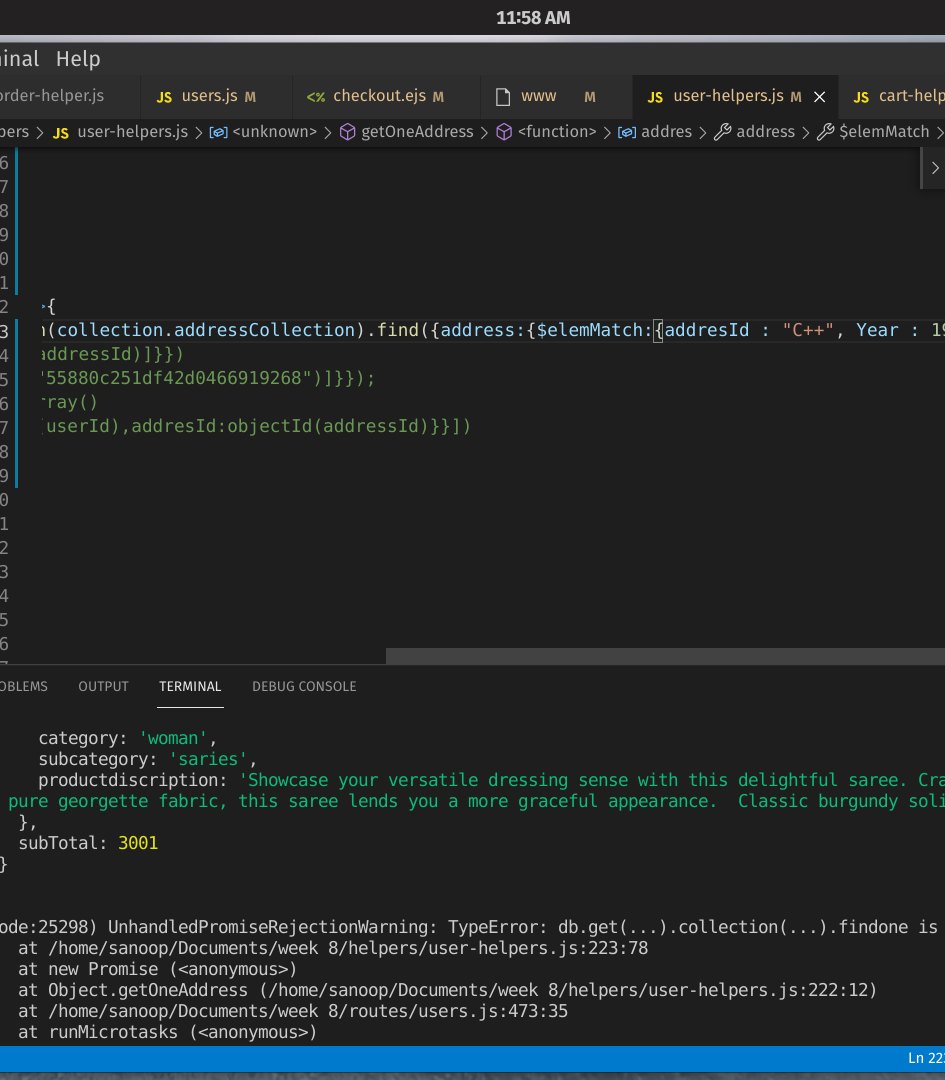 11:58 AM
Help
order-helper.js
JS users.js M
<% checkout.ejs M
www M
JS user-helpers.js M
JS
JS user-helpers.js > <unknown> > getOneAddress > <function> > addres > address > $elemMatch >
6
7
8
9
0
1
2 >{
3 (collection.addressCollection).find({address:{$elemMatch:{addresId : "C++", Year : 19
4 addressId)]}})
5 "55880c251df42d0466919268")]}});
6 ray()
7 (userId),addresId:objectId(addressId)}}])
8
9
0
1
2
3
4
5
6
OUTPUT TERMINAL DEBUG CONSOLE
category: 'woman',
subcategory: 'saries',
productdiscription: 'Showcase your versatile dressing sense with this delightful saree. Cra
pure georgette fabric, this saree lends you a more graceful appearance. Classic burgundy soli
},
subTotal: 3001
}
ode:25298) UnhandledPromiseRejectionWarning: TypeError: db.get(...).collection(...).findone is
at /home/sanoop/Documents/week 8/helpers/user-helpers.js:223:78
at new Promise (<anonymous>)
at Object.getOneAddress (/home/sanoop/Documents/week 8/helpers/user-helpers.js:222:12)
at /home/sanoop/Documents/week 8/routes/users.js:473:35
at runMicrotasks (<anonymous>)
Ln 22